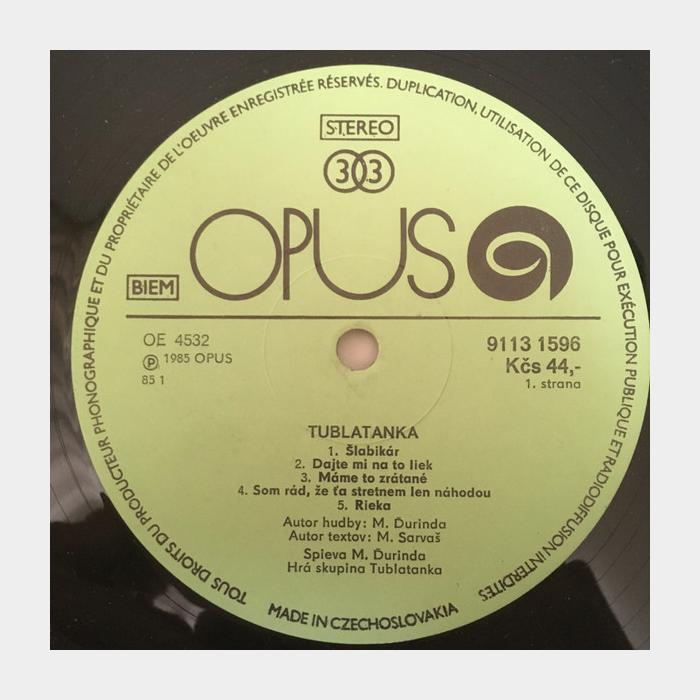 TOUS DROITS DU PRODUCTEUR PHONOGRAPHIQUE ET DU PROPRIÉTAIRE DE L'OEUVRE ENREGISTRÉE RÉSERVÉS. DUPLICATION, UTILISATION DE CE DISQUE POUR EXÉCUTION PUBLIQUE ET RADIODIFFUSION INTERDITES
STEREO
33
OPUS
BIEM
OE 4532
9113 1596
Ⓟ 1985 OPUS
Kčs 44,-
85 1
1. strana
TUBLATANKA
1. Šlabikár
2. Dajte mi na to liek
3. Máme to zrátané
4. Som rád, že ťa stretnem len náhodou
5. Rieka
Autor hudby: M. Ďurinda
Autor textov: M. Sarvaš
Spieva M. Ďurinda
Hrá skupina Tublatanka
MADE IN CZECHOSLOVAKIA